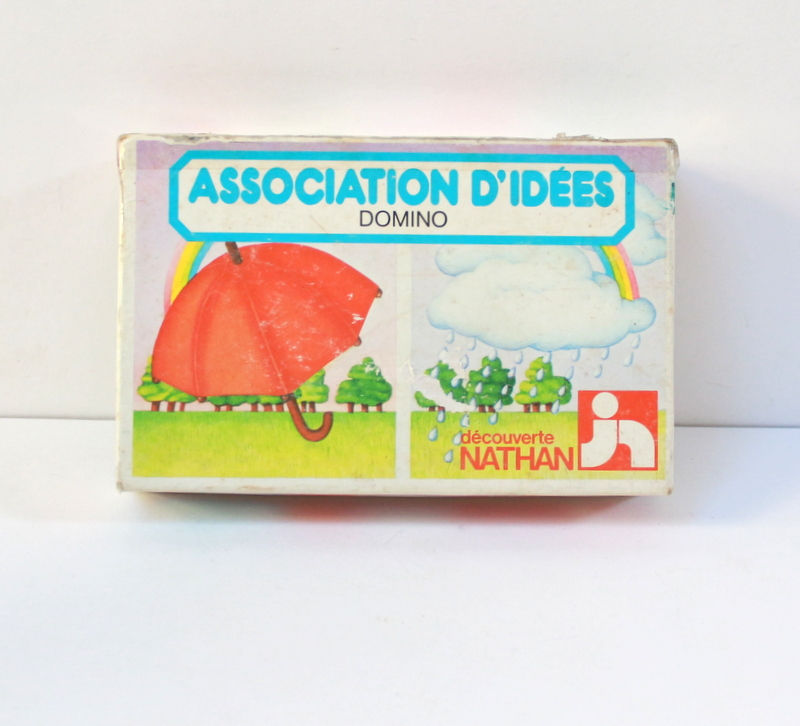 ASSOCIATiON D'IDÉES
DOMINO
découverte
NATHAN